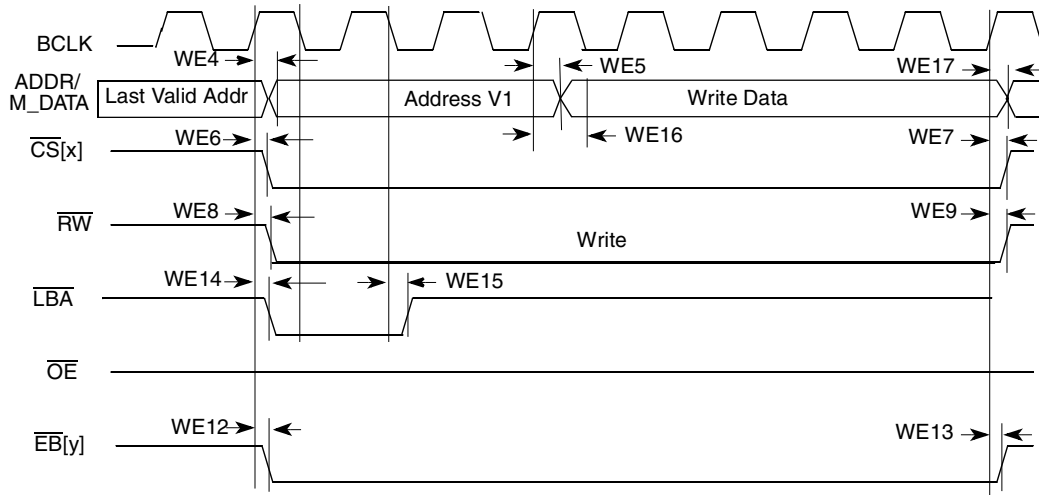 BCLK
WE4
WE5
WE17
ADDR/
M_DATA
Last Valid Addr
Address V1
Write Data
WE6
WE16
WE7
CS[x]
WE8
WE9
RW
Write
WE14
WE15
LBA
OE
WE12
WE13
EB[y]